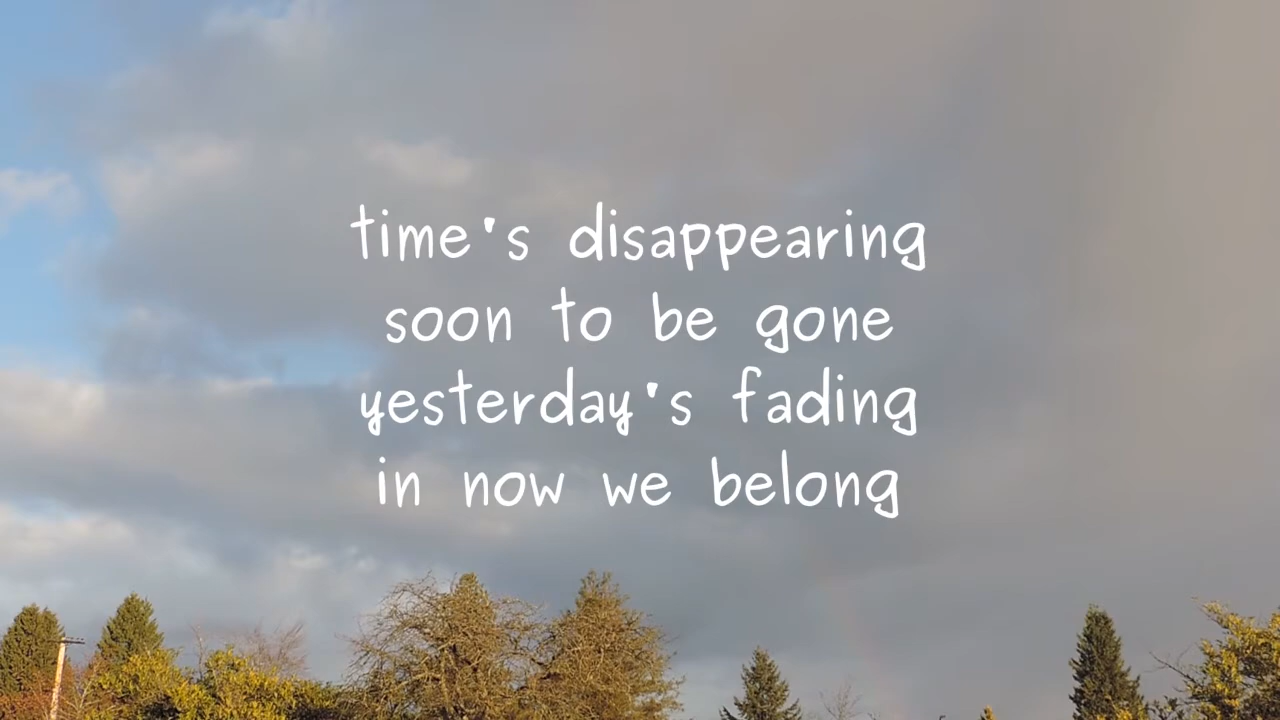 time's disappearing
soon to be gone
yesterday's fading
in now we belong